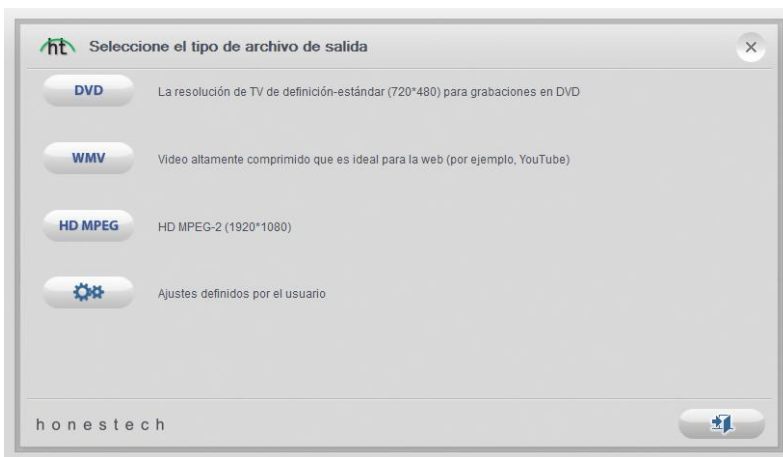 ht Seleccione el tipo de archivo de salida
DVD La resolución de TV de definición-estándar (720*480) para grabaciones en DVD
WMV Video altamente comprimido que es ideal para la web (por ejemplo, YouTube)
HD MPEG HD MPEG-2 (1920*1080)
Ajustes definidos por el usuario
honestech